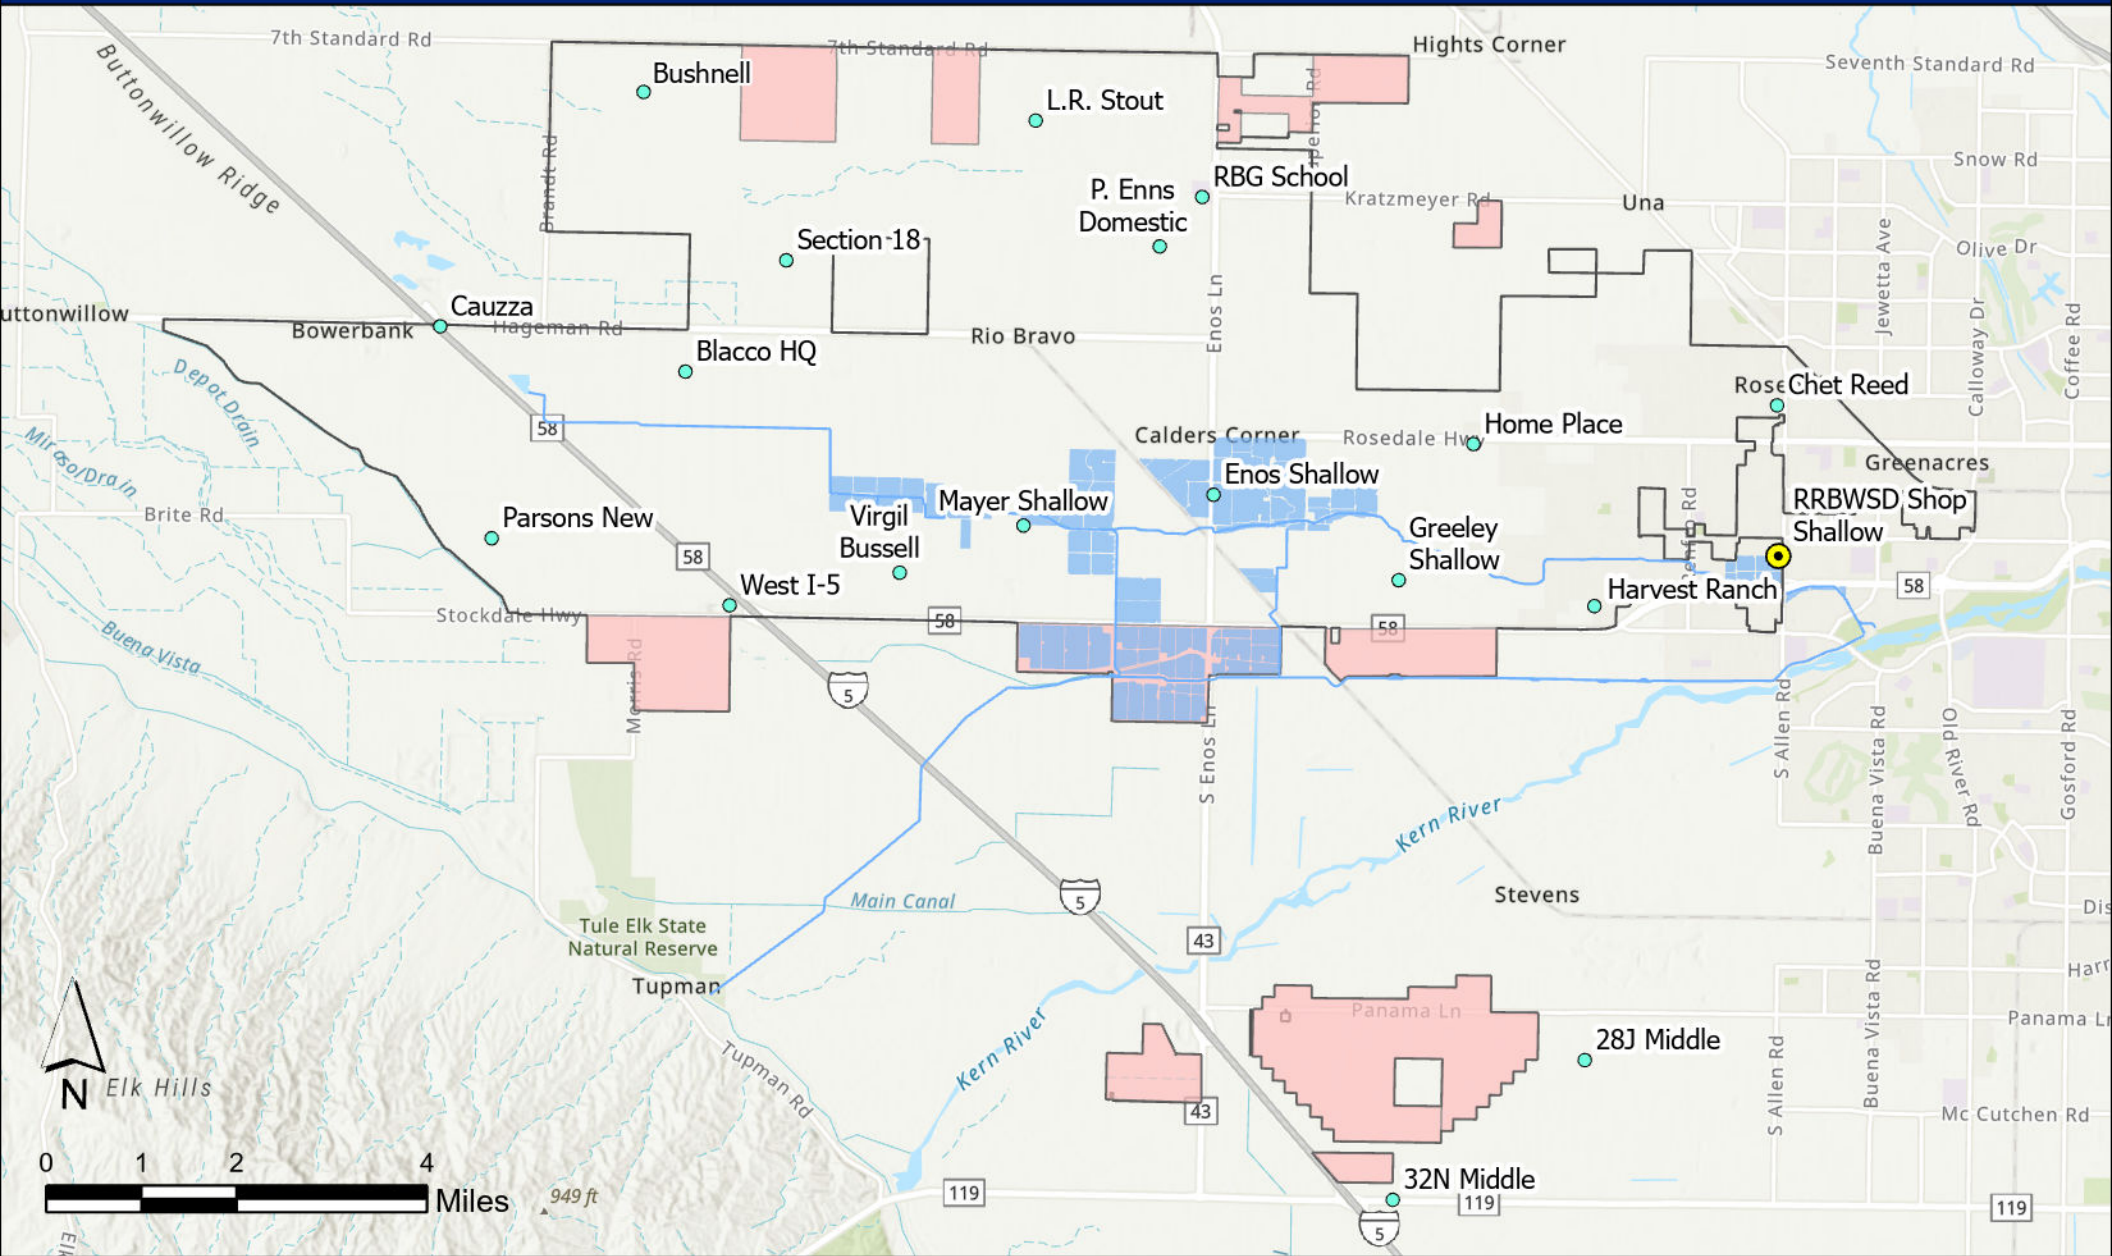 7th Standard Rd
7th Standard Rd
Hights Corner
Seventh Standard Rd
Buttonwillow Ridge
Bushnell
L.R. Stout
Snow Rd
Brandt Rd
P. Enns
Domestic
RBG School
Kratzmeyer Rd
Una
Jewetta Ave
Olive Dr
Section 18
Calloway Dr
Coffee Rd
Enos Ln
Cauzza
uttonwillow
Bowerbank
Hageman Rd
Rio Bravo
Blacco HQ
Depot Drain
Chet Reed
58
Calders Corner
Rosedale Hwy
Home Place
Greenacres
Enos Shallow
Mayer Shallow
RRBWSD Shop
Shallow
Brite Rd
Parsons New
Virgil
Bussell
Greeley
Shallow
58
West I-5
Harvest Ranch
58
Stockdale Hwy
58
58
Buena Vista
Morris Rd
5
S Enos Ln
S Allen Rd
Buena Vista Rd
Old River Rd
Gosford Rd
Kern River
Main Canal
5
Stevens
Dis
Tule Elk State
Natural Reserve
43
Harr
Tupman
Panama Ln
Panama Ln
Kern River
28J Middle
Tupman Rd
S Allen Rd
Buena Vista Rd
N
Elk Hills
43
Mc Cutchen Rd
0 1 2 4
Miles
949 ft
32N Middle
119
119
119
5